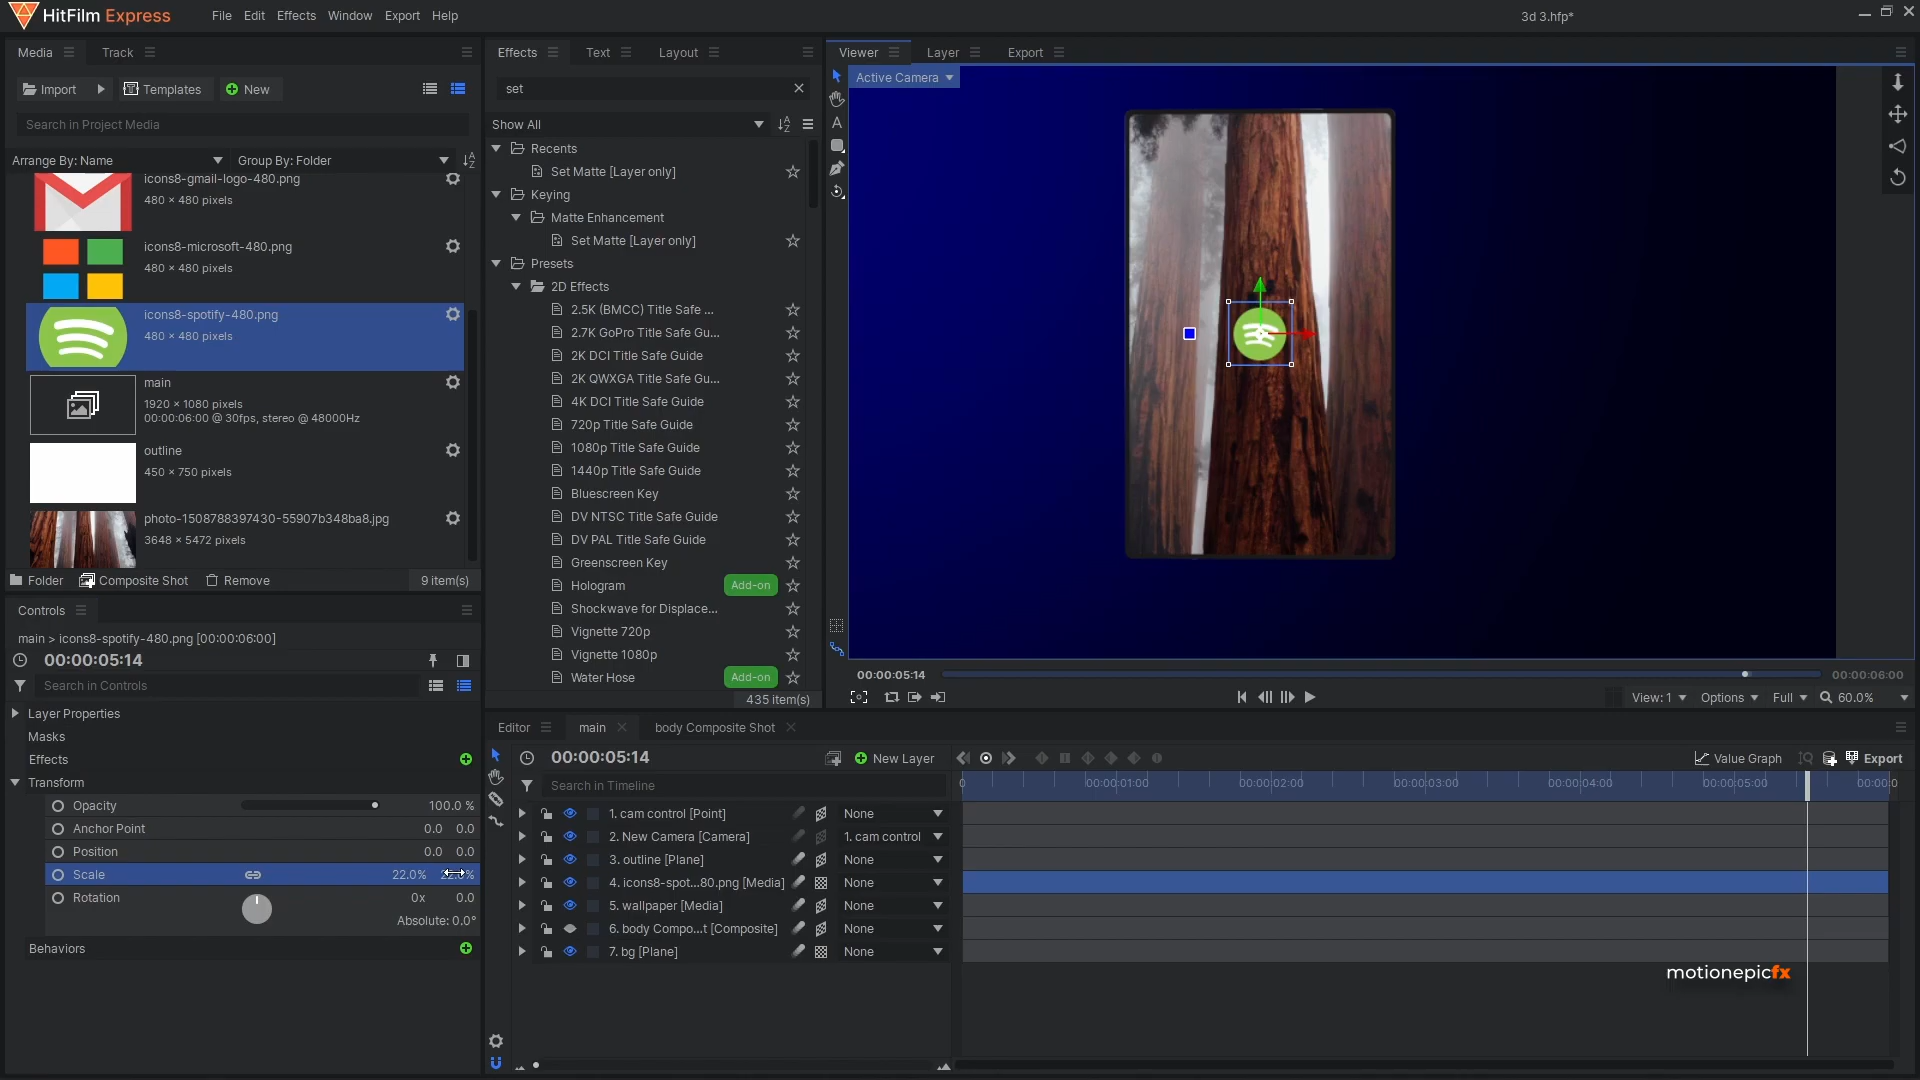 HitFilm Express
File Edit Effects Window Export Help
3d 3.hfp*
Media
Track
Import
Templates
New
Search in Project Media
Arrange By: Name
Group By: Folder
icons8-gmail-logo-480.png
480 × 480 pixels
icons8-microsoft-480.png
480 × 480 pixels
icons8-spotify-480.png
480 × 480 pixels
main
1920 × 1080 pixels
00:00:06:00 @ 30fps, stereo @ 48000Hz
outline
450 × 750 pixels
photo-1508788397430-55907b348ba8.jpg
3648 × 5472 pixels
Folder
Composite Shot
Remove
9 item(s)
Controls
main > icons8-spotify-480.png [00:00:06:00]
00:00:05:14
Search in Controls
Layer Properties
Masks
Effects
Transform
Opacity 100.0 %
Anchor Point 0.0 0.0
Position 0.0 0.0
Scale 22.0%
Rotation 0x 0.0
Absolute: 0.0°
Behaviors
Effects
Text
Layout
set
Show All
Recents
Set Matte [Layer only]
Keying
Matte Enhancement
Set Matte [Layer only]
Presets
2D Effects
2.5K (BMCC) Title Safe ...
2.7K GoPro Title Safe Gu...
2K DCI Title Safe Guide
2K QWXGA Title Safe Gu...
4K DCI Title Safe Guide
720p Title Safe Guide
1080p Title Safe Guide
1440p Title Safe Guide
Bluescreen Key
DV NTSC Title Safe Guide
DV PAL Title Safe Guide
Greenscreen Key
Hologram Add-on
Shockwave for Displace...
Vignette 720p
Vignette 1080p
Water Hose Add-on
435 item(s)
Viewer
Layer
Export
Active Camera
00:00:05:14
00:00:06:00
View: 1
Options
Full
60.0%
Editor
main
body Composite Shot
00:00:05:14
New Layer
Value Graph
Export
Search in Timeline
0 00:00:01:00 00:00:02:00 00:00:03:00 00:00:04:00 00:00:05:00 00:00:0
1. cam control [Point] None
2. New Camera [Camera] 1. cam control
3. outline [Plane] None
4. icons8-spot...80.png [Media] None
5. wallpaper [Media] None
6. body Compo...t [Composite] None
7. bg [Plane] None
motionepicfx